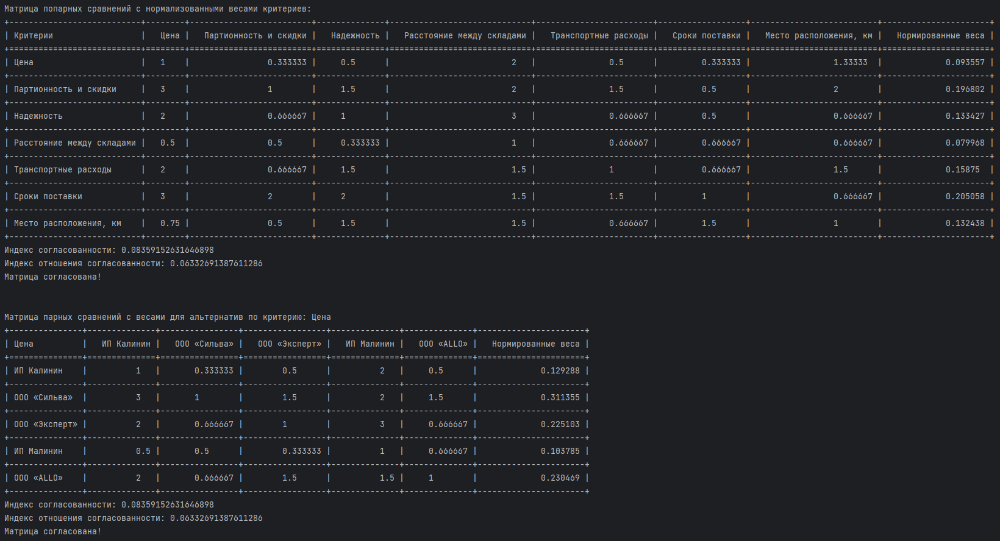 Матрица попарных сравнений с нормализованными весами критериев:
+---------------------------+--------+-------------------------+--------------+-----------------------------+------------------------+------------------+--------------------------+----------------------+
| Критерии                  |   Цена |   Партионность и скидки |   Надежность |   Расстояние между складами |   Транспортные расходы |   Сроки поставки |   Место расположения, км |   Нормированные веса |
+===========================+========+=========================+==============+=============================+========================+==================+==========================+======================+
| Цена                      |   1    |                0.333333 |     0.5      |                         2   |               0.5      |         0.333333 |                 1.33333  |             0.093557 |
+---------------------------+--------+-------------------------+--------------+-----------------------------+------------------------+------------------+--------------------------+----------------------+
| Партионность и скидки     |   3    |                1        |     1.5      |                         2   |               1.5      |         0.5      |                 2        |             0.196802 |
+---------------------------+--------+-------------------------+--------------+-----------------------------+------------------------+------------------+--------------------------+----------------------+
| Надежность                |   2    |                0.666667 |     1        |                         3   |               0.666667 |         0.5      |                 0.666667 |             0.133427 |
+---------------------------+--------+-------------------------+--------------+-----------------------------+------------------------+------------------+--------------------------+----------------------+
| Расстояние между складами |   0.5  |                0.5      |     0.333333 |                         1   |               0.666667 |         0.666667 |                 0.666667 |             0.079968 |
+---------------------------+--------+-------------------------+--------------+-----------------------------+------------------------+------------------+--------------------------+----------------------+
| Транспортные расходы      |   2    |                0.666667 |     1.5      |                         1.5 |               1        |         0.666667 |                 1.5      |             0.15875  |
+---------------------------+--------+-------------------------+--------------+-----------------------------+------------------------+------------------+--------------------------+----------------------+
| Сроки поставки            |   3    |                2        |     2        |                         1.5 |               1.5      |         1        |                 0.666667 |             0.205058 |
+---------------------------+--------+-------------------------+--------------+-----------------------------+------------------------+------------------+--------------------------+----------------------+
| Место расположения, км    |   0.75 |                0.5      |     1.5      |                         1.5 |               0.666667 |         1.5      |                 1        |             0.132438 |
+---------------------------+--------+-------------------------+--------------+-----------------------------+------------------------+------------------+--------------------------+----------------------+
Индекс согласованности: 0.08359152631646898
Индекс отношения согласованности: 0.06332691387611286
Матрица согласована!
Матрица парных сравнений с весами для альтернатив по критерию: Цена
+---------------+--------------+----------------+-----------------+--------------+--------------+----------------------+
| Цена          |   ИП Калинин |   ООО «Сильва» |   ООО «Эксперт» |   ИП Малинин |   ООО «ALLO» |   Нормированные веса |
+===============+==============+================+=================+==============+==============+======================+
| ИП Калинин    |          1   |       0.333333 |        0.5      |          2   |     0.5      |             0.129288 |
+---------------+--------------+----------------+-----------------+--------------+--------------+----------------------+
| ООО «Сильва»  |          3   |       1        |        1.5      |          2   |     1.5      |             0.311355 |
+---------------+--------------+----------------+-----------------+--------------+--------------+----------------------+
| ООО «Эксперт» |          2   |       0.666667 |        1        |          3   |     0.666667 |             0.225103 |
+---------------+--------------+----------------+-----------------+--------------+--------------+----------------------+
| ИП Малинин    |          0.5 |       0.5      |        0.333333 |          1   |     0.666667 |             0.103785 |
+---------------+--------------+----------------+-----------------+--------------+--------------+----------------------+
| ООО «ALLO»    |          2   |       0.666667 |        1.5      |          1.5 |     1        |             0.230469 |
+---------------+--------------+----------------+-----------------+--------------+--------------+----------------------+
Индекс согласованности: 0.08359152631646898
Индекс отношения согласованности: 0.06332691387611286
Матрица согласована!